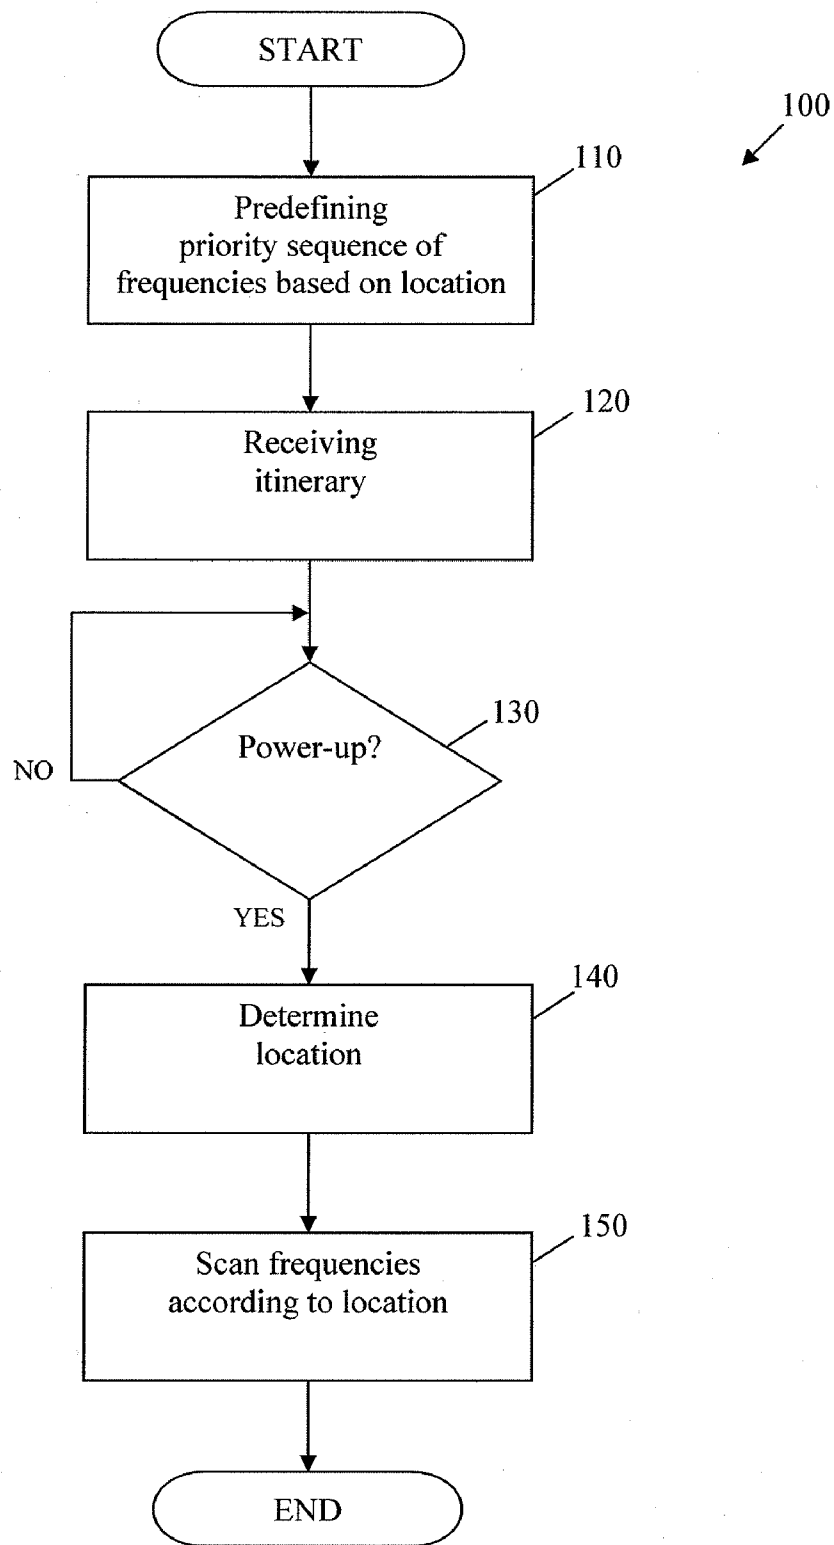 START
100
110
Predefining
priority sequence of
frequencies based on location
120
Receiving
itinerary
130
Power-up?
NO
YES
140
Determine
location
150
Scan frequencies
according to location
END